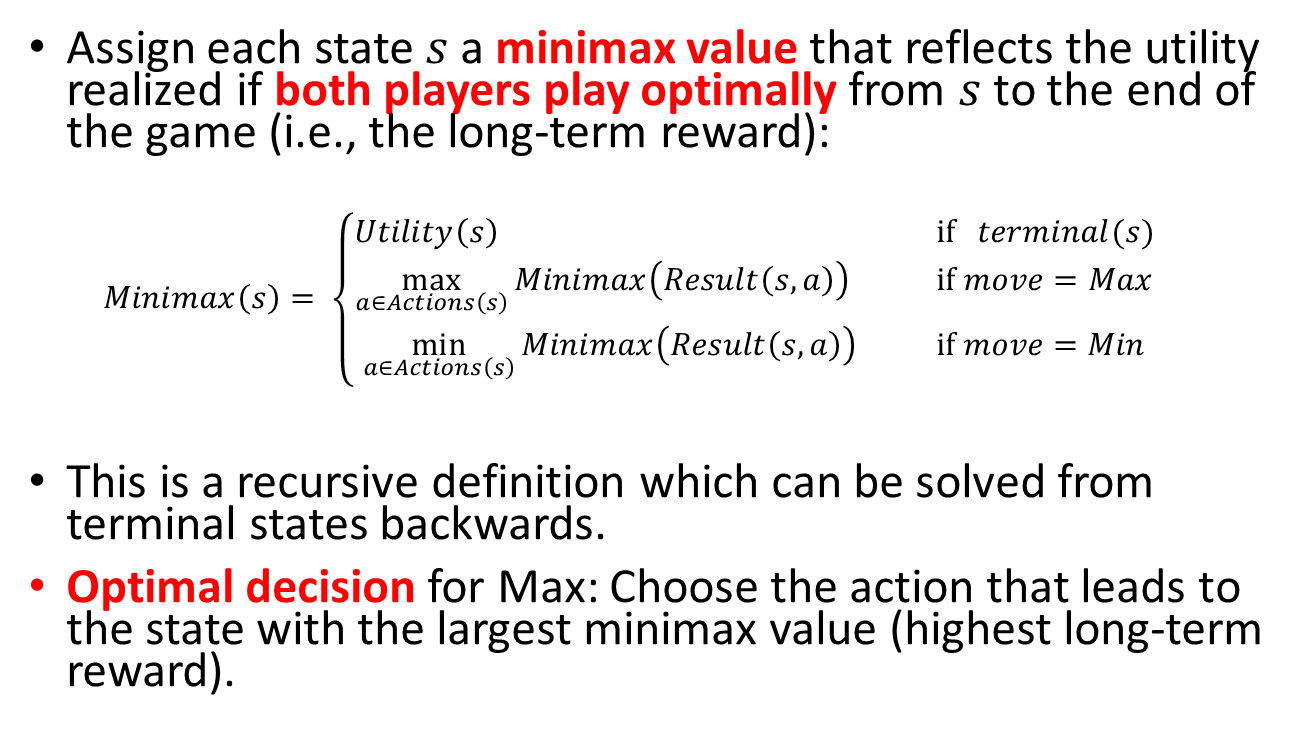 • Assign each state 𝑠 a minimax value that reflects the utility
realized if both players play optimally from 𝑠 to the end of
the game (i.e., the long-term reward):
𝑈𝑡𝑖𝑙𝑖𝑡𝑦(𝑠) if 𝑡𝑒𝑟𝑚𝑖𝑛𝑎𝑙(𝑠)
𝑀𝑖𝑛𝑖𝑚𝑎𝑥(𝑠) = { max 𝑀𝑖𝑛𝑖𝑚𝑎𝑥(𝑅𝑒𝑠𝑢𝑙𝑡(𝑠, 𝑎)) if 𝑚𝑜𝑣𝑒 = 𝑀𝑎𝑥
𝑎∈𝐴𝑐𝑡𝑖𝑜𝑛𝑠(𝑠)
min 𝑀𝑖𝑛𝑖𝑚𝑎𝑥(𝑅𝑒𝑠𝑢𝑙𝑡(𝑠, 𝑎)) if 𝑚𝑜𝑣𝑒 = 𝑀𝑖𝑛
𝑎∈𝐴𝑐𝑡𝑖𝑜𝑛𝑠(𝑠)
• This is a recursive definition which can be solved from
terminal states backwards.
• Optimal decision for Max: Choose the action that leads to
the state with the largest minimax value (highest long-term
reward).